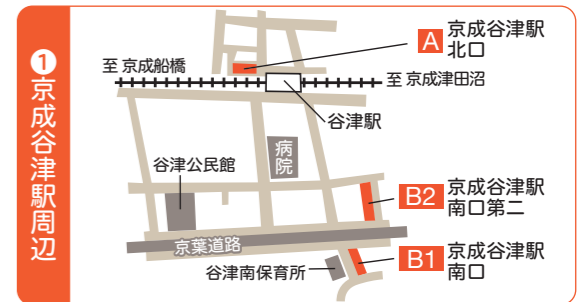 ❶京成谷津駅周辺
A 京成谷津駅
北口
至 京成船橋
至 京成津田沼
谷津駅
病院
谷津公民館
B2 京成谷津駅
南口第二
京葉道路
B1 京成谷津駅
南口
谷津南保育所